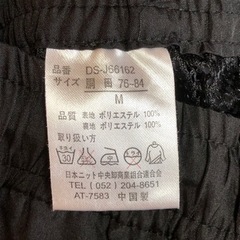 品番 DS-J66162
サイズ 胴囲 76-84
M
品質 表地 ポリエステル 100%
裏地 ポリエステル 100%
取り扱い方
日本ニット中央卸商業組合連合会
TEL (052) 204-8651
AT-7583 中国製